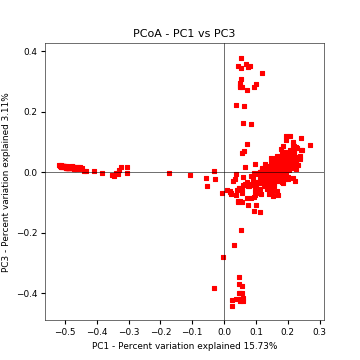 PCoA - PC1 vs PC3
PC3 - Percent variation explained 3.11%
0.4
0.2
0.0
−0.2
−0.4
−0.5 −0.4 −0.3 −0.2 −0.1 0.0 0.1 0.2 0.3
PC1 - Percent variation explained 15.73%